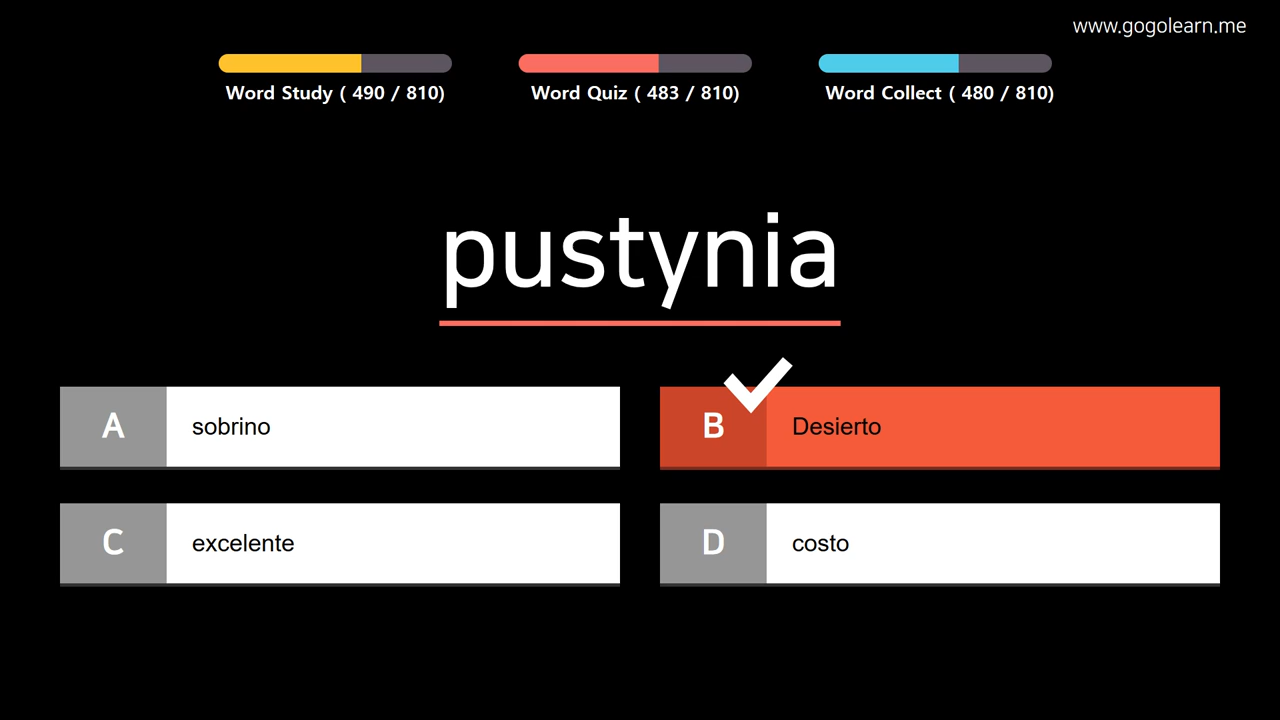 www.gogolearn.me
Word Study ( 490 / 810)
Word Quiz ( 483 / 810)
Word Collect ( 480 / 810)
pustynia
A sobrino
B Desierto
C excelente
D costo